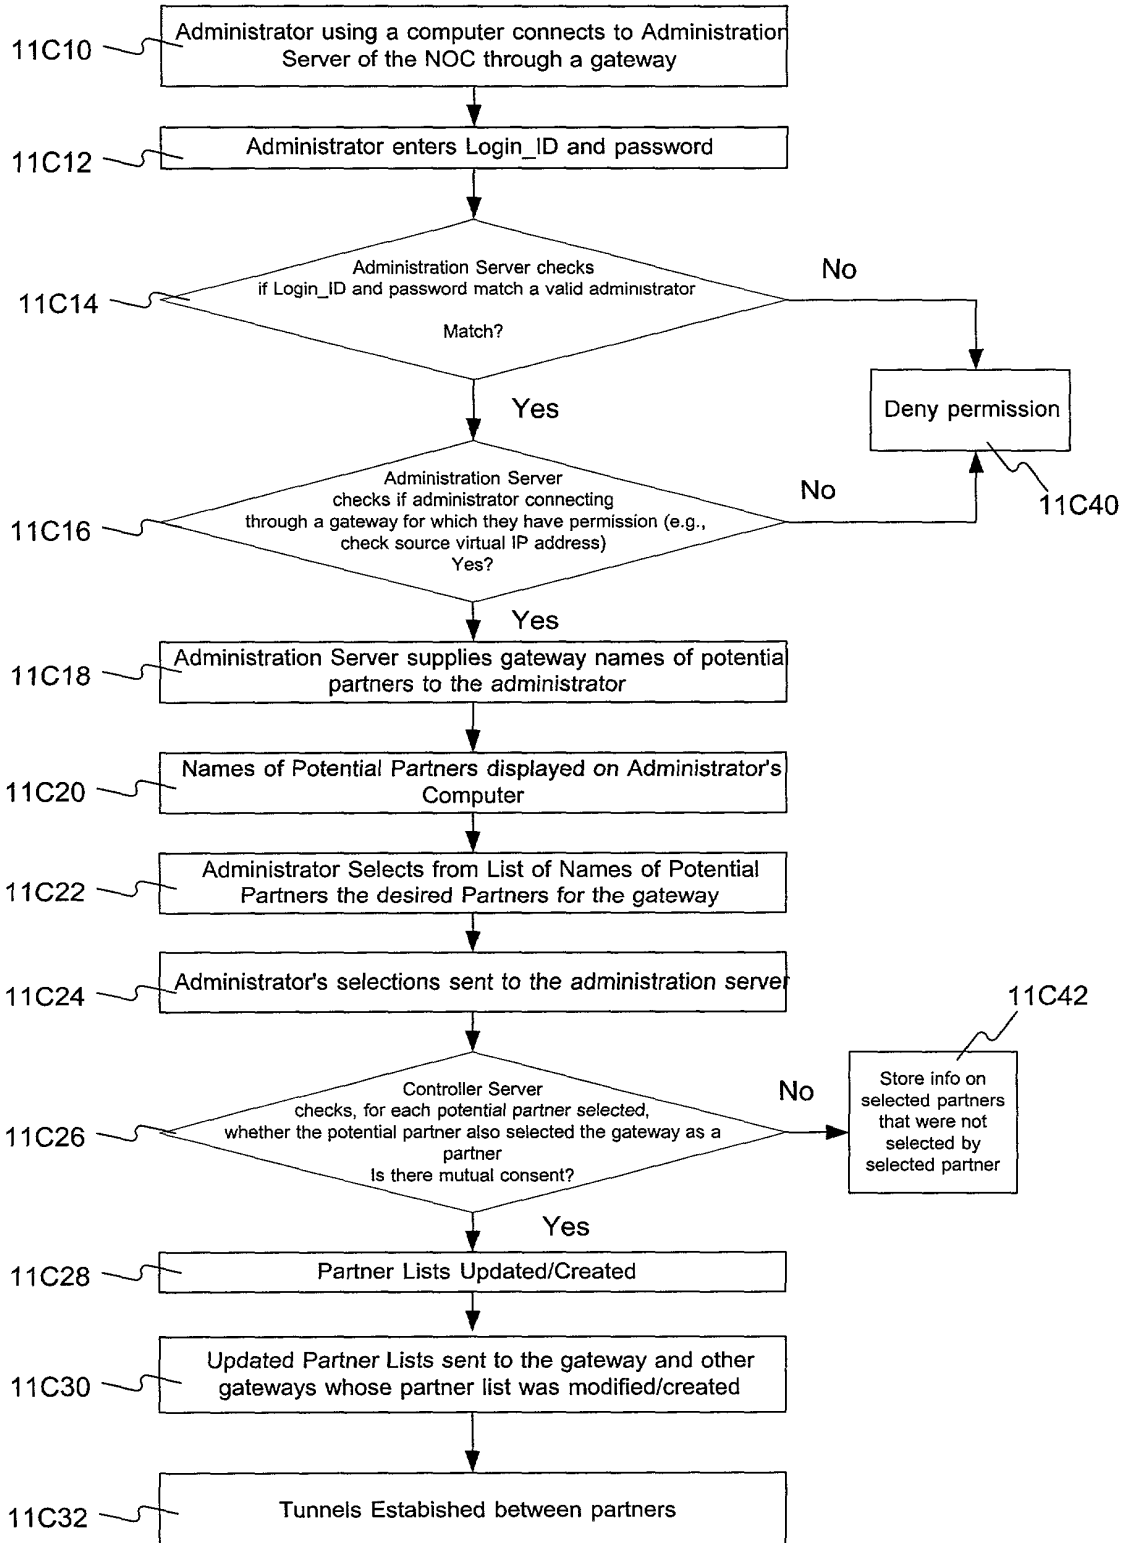 11C10
Administrator using a computer connects to Administration
Server of the NOC through a gateway
11C12
Administrator enters Login_ID and password
11C14
Administration Server checks
if Login_ID and password match a valid administrator
Match?
No
Yes
Deny permission
11C40
11C16
Administration Server
checks if administrator connecting
through a gateway for which they have permission (e.g.,
check source virtual IP address)
Yes?
No
Yes
11C18
Administration Server supplies gateway names of potential
partners to the administrator
11C20
Names of Potential Partners displayed on Administrator's
Computer
11C22
Administrator Selects from List of Names of Potential
Partners the desired Partners for the gateway
11C24
Administrator's selections sent to the administration server
11C26
Controller Server
checks, for each potential partner selected,
whether the potential partner also selected the gateway as a
partner
Is there mutual consent?
No
11C42
Store info on
selected partners
that were not
selected by
selected partner
Yes
11C28
Partner Lists Updated/Created
11C30
Updated Partner Lists sent to the gateway and other
gateways whose partner list was modified/created
11C32
Tunnels Estabished between partners